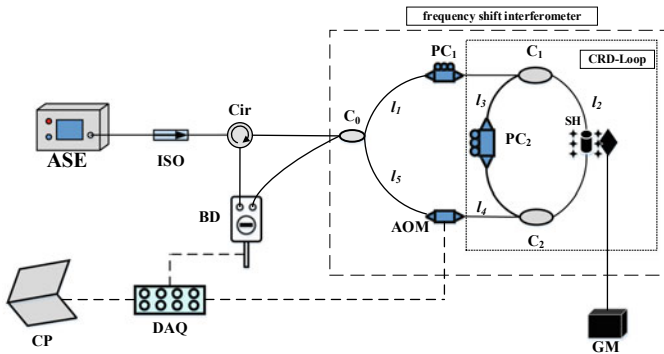 frequency shift interferometer
PC1
C1
CRD-Loop
Cir
C0
l1
l3
l2
SH
PC2
ASE
ISO
BD
l5
l4
AOM
C2
CP
DAQ
GM